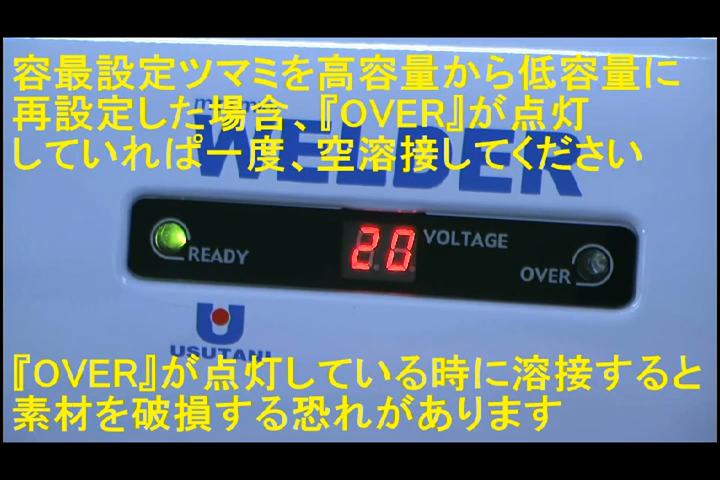 容最設定ツマミを高容量から低容量に
再設定した場含、『OVER』が点灯
していれぱ一度、空溶接してください
WELDER
READY
20
VOLTAGE
OVER
USUTANI
『OVER』が点灯している時に溶接すると
素材を破損する恐れがあります